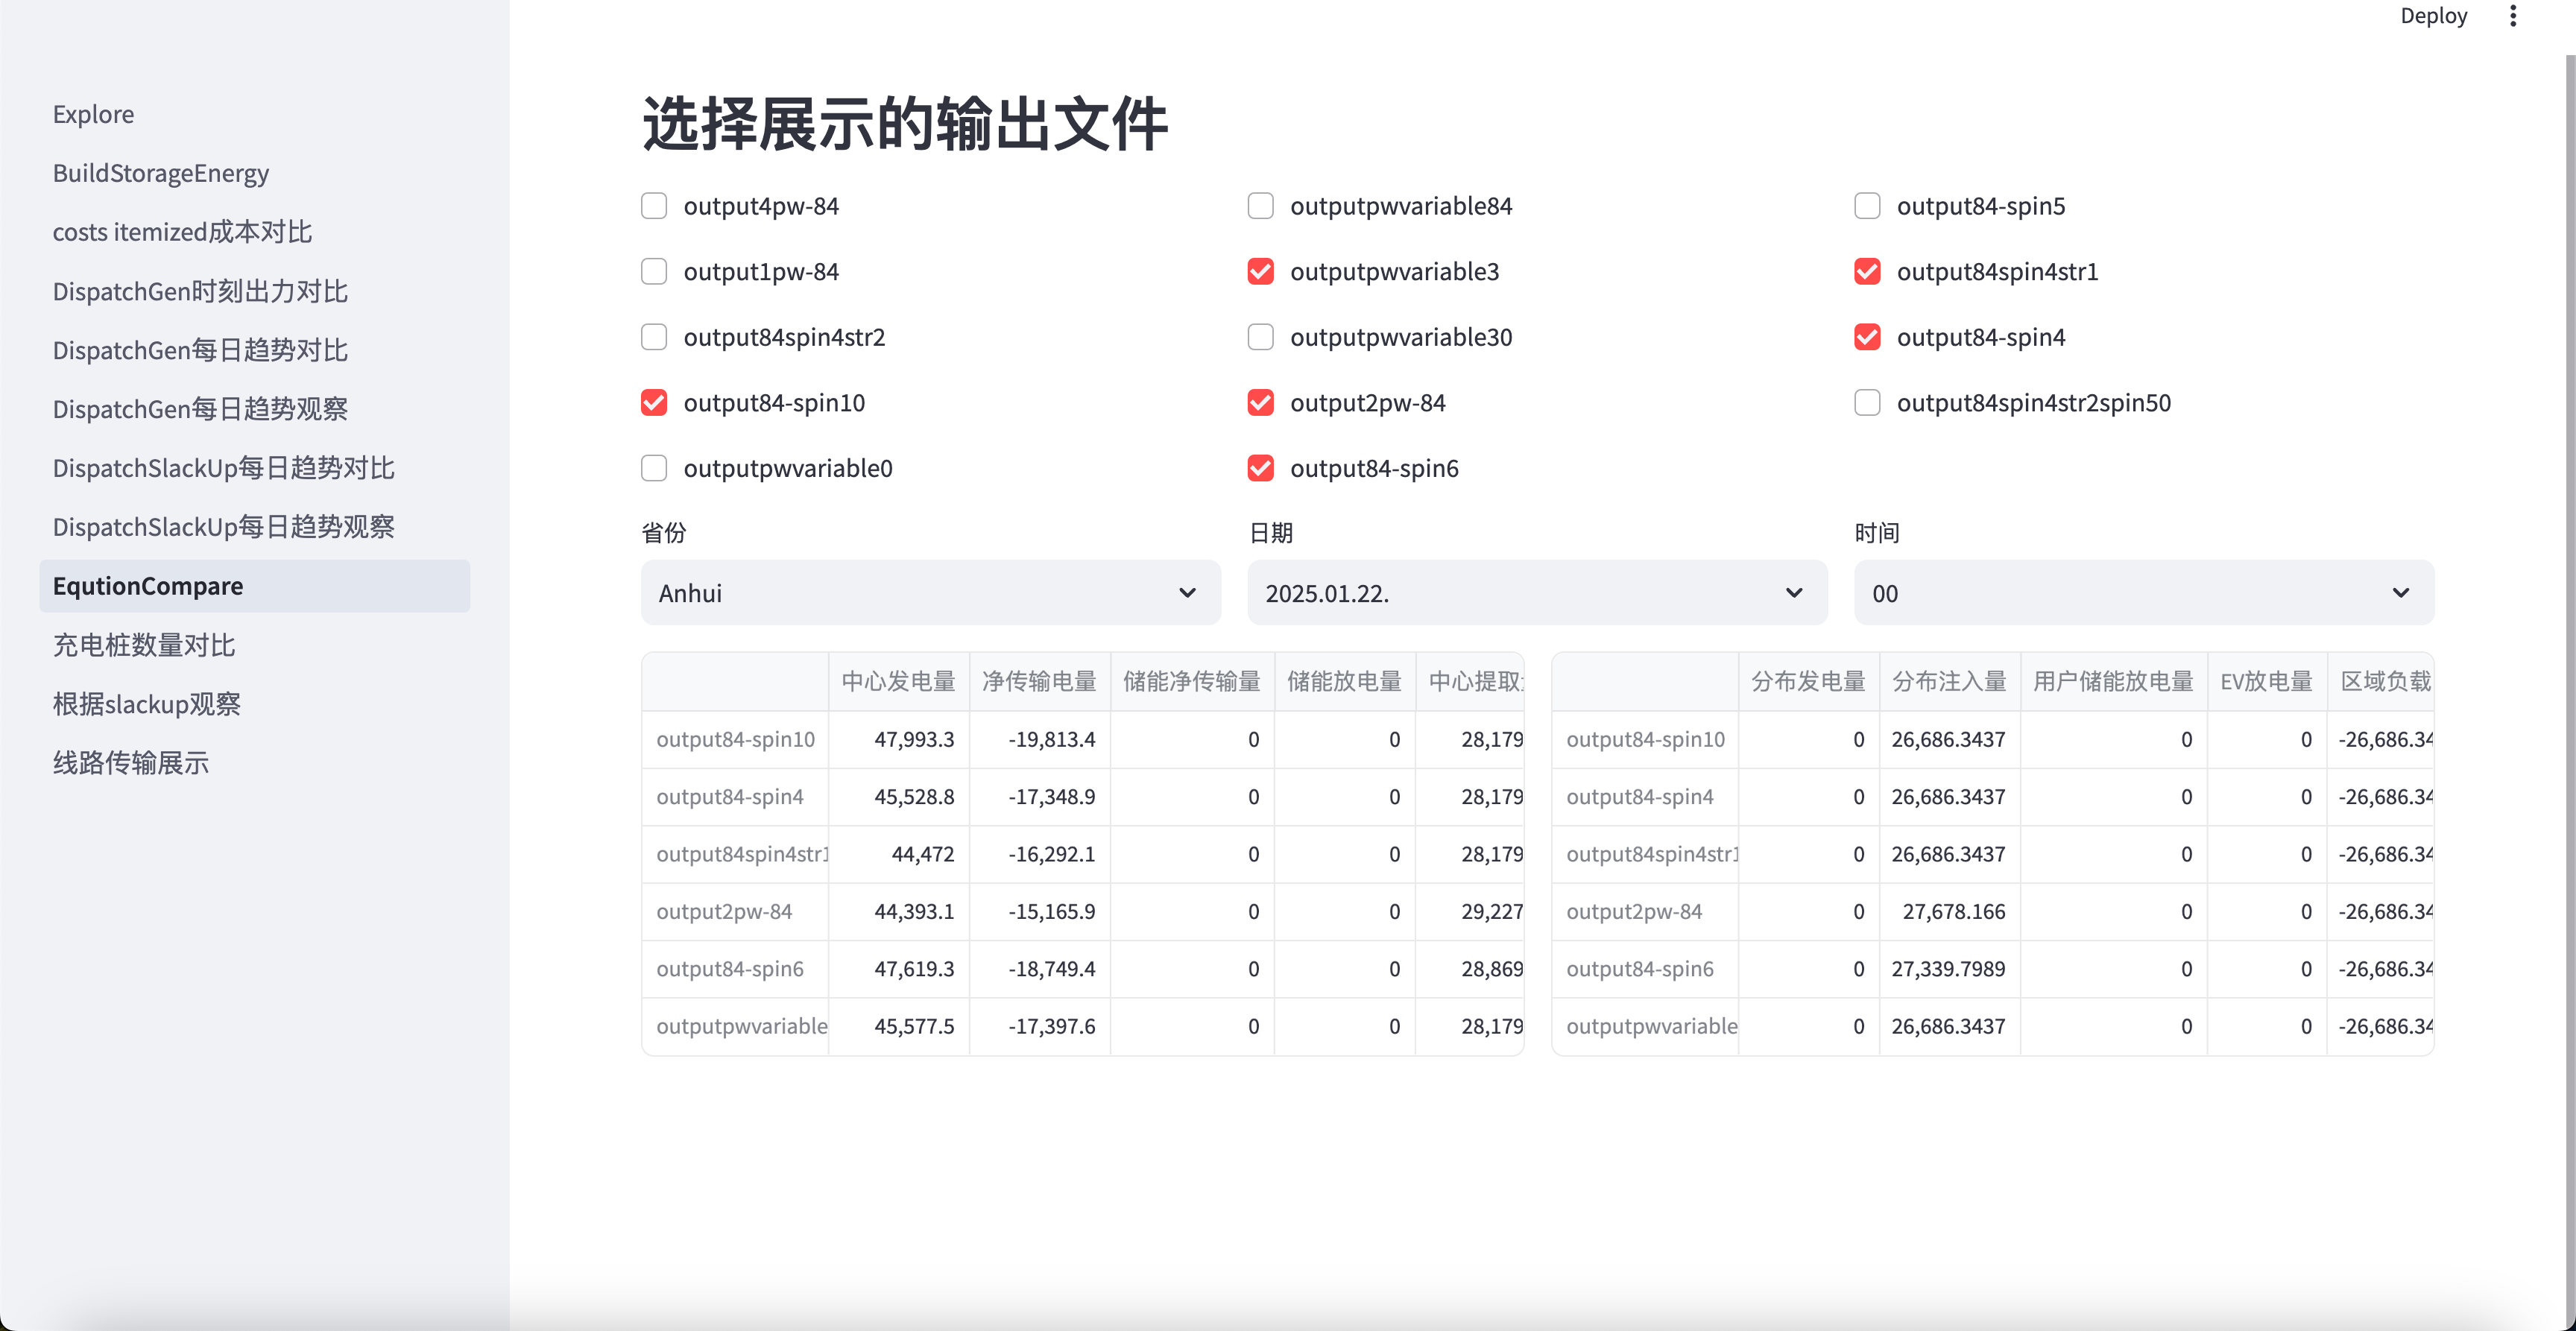 Deploy
Explore
BuildStorageEnergy
costs itemized成本对比
DispatchGen时刻出力对比
DispatchGen每日趋势对比
DispatchGen每日趋势观察
DispatchSlackUp每日趋势对比
DispatchSlackUp每日趋势观察
EqutionCompare
充电桩数量对比
根据slackup观察
线路传输展示
选择展示的输出文件
output4pw-84 outputpwvariable84 output84-spin5
output1pw-84 outputpwvariable3 output84spin4str1
output84spin4str2 outputpwvariable30 output84-spin4
output84-spin10 output2pw-84 output84spin4str2spin50
outputpwvariable0 output84-spin6
省份 日期 时间
Anhui 2025.01.22. 00
中心发电量 净传输电量 储能净传输量 储能放电量 中心提取
output84-spin10 47,993.3 -19,813.4 0 0 28,179
output84-spin4 45,528.8 -17,348.9 0 0 28,179
output84spin4str1 44,472 -16,292.1 0 0 28,179
output2pw-84 44,393.1 -15,165.9 0 0 29,227
output84-spin6 47,619.3 -18,749.4 0 0 28,869
outputpwvariable 45,577.5 -17,397.6 0 0 28,179
分布发电量 分布注入量 用户储能放电量 EV放电量 区域负载
output84-spin10 0 26,686.3437 0 0 -26,686.34
output84-spin4 0 26,686.3437 0 0 -26,686.34
output84spin4str1 0 26,686.3437 0 0 -26,686.34
output2pw-84 0 27,678.166 0 0 -26,686.34
output84-spin6 0 27,339.7989 0 0 -26,686.34
outputpwvariable 0 26,686.3437 0 0 -26,686.34